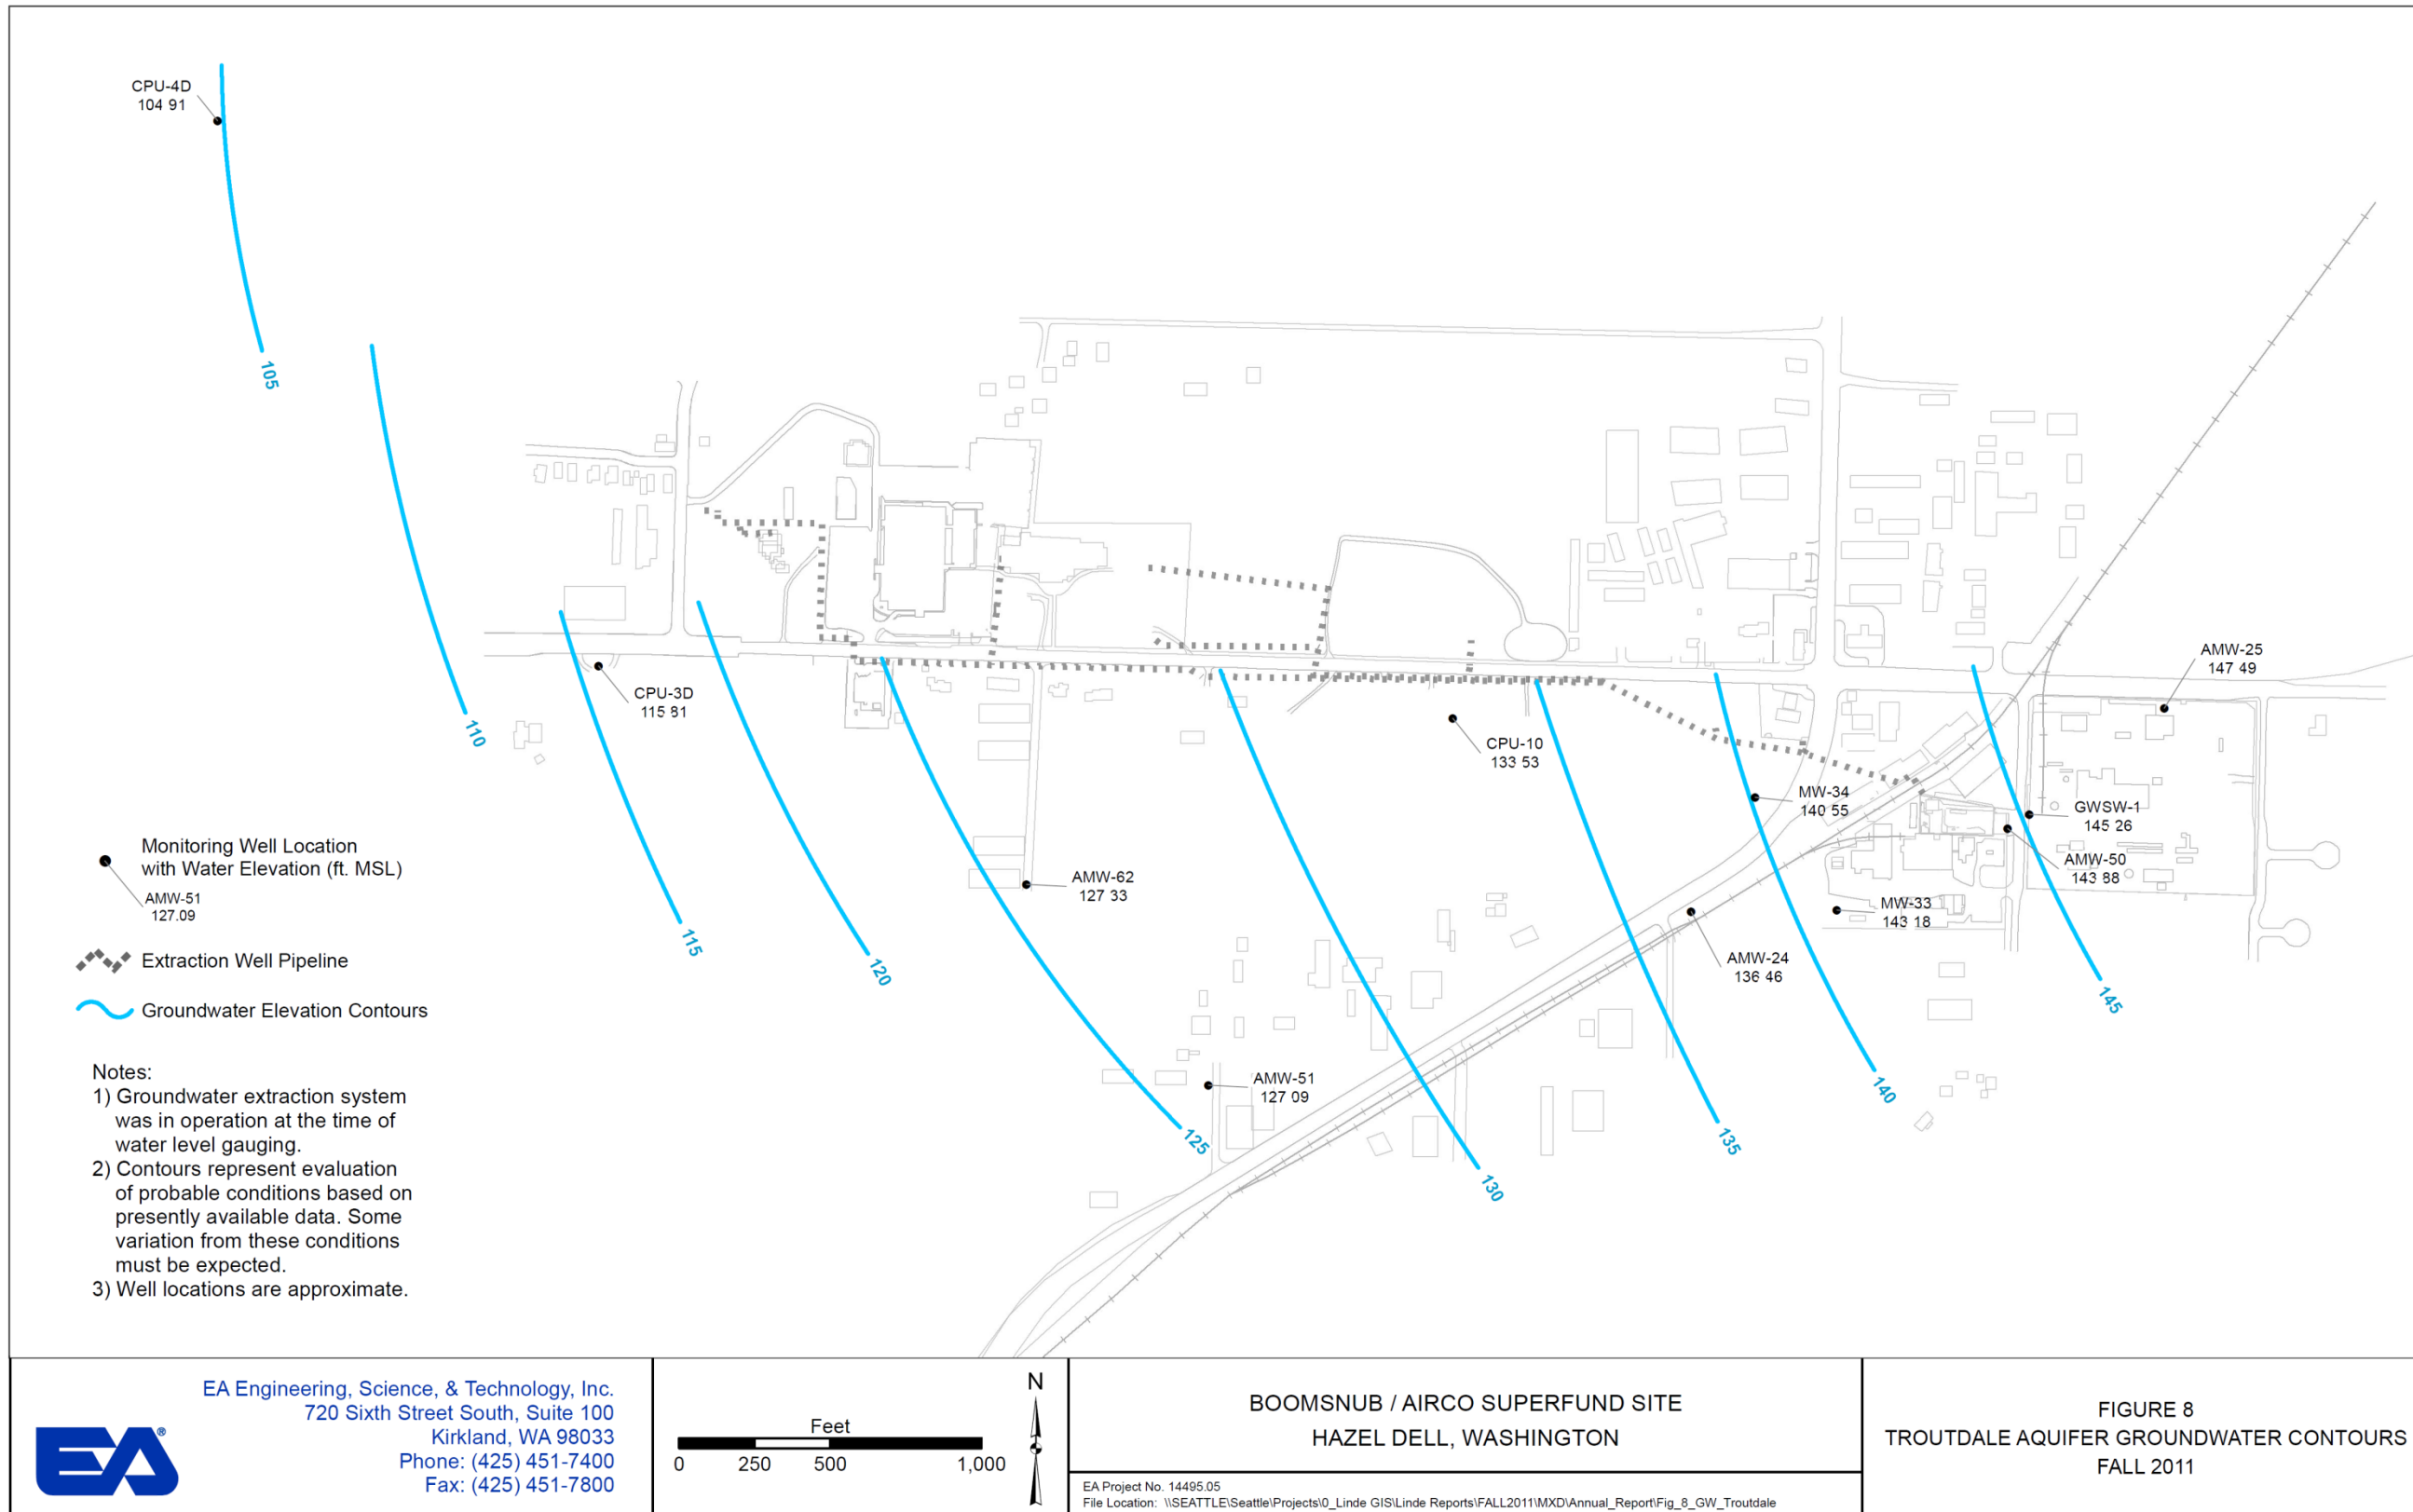 CPU-4D
104 91
105
110
CPU-3D
115 81
115
120
125
AMW-62
127 33
AMW-51
127 09
130
CPU-10
133 53
135
AMW-24
136 46
MW-34
140 55
140
MW-33
143 18
AMW-50
143 88
GWSW-1
145 26
145
AMW-25
147 49
Monitoring Well Location
with Water Elevation (ft. MSL)
AMW-51
127.09
Extraction Well Pipeline
Groundwater Elevation Contours
Notes:
1) Groundwater extraction system
was in operation at the time of
water level gauging.
2) Contours represent evaluation
of probable conditions based on
presently available data. Some
variation from these conditions
must be expected.
3) Well locations are approximate.
EA®
EA Engineering, Science, & Technology, Inc.
720 Sixth Street South, Suite 100
Kirkland, WA 98033
Phone: (425) 451-7400
Fax: (425) 451-7800
Feet
0 250 500 1,000
N
BOOMSNUB / AIRCO SUPERFUND SITE
HAZEL DELL, WASHINGTON
EA Project No. 14495.05
File Location: \\SEATTLE\Seattle\Projects\0_Linde GIS\Linde Reports\FALL2011\MXD\Annual_Report\Fig_8_GW_Troutdale
FIGURE 8
TROUTDALE AQUIFER GROUNDWATER CONTOURS
FALL 2011